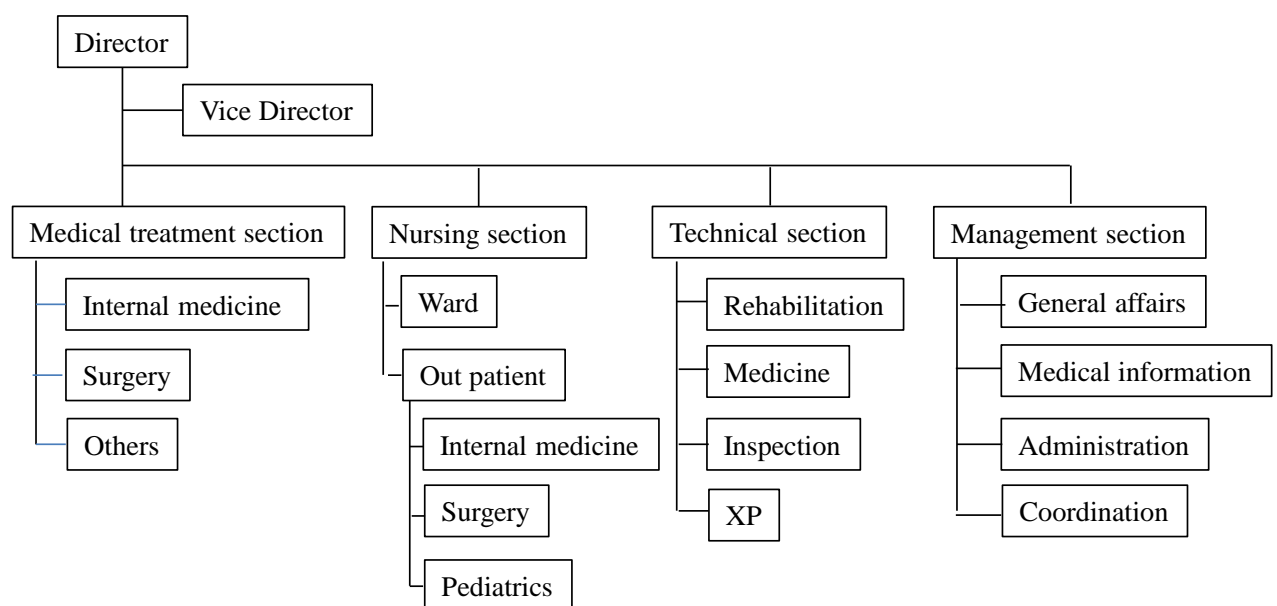 Director
Vice Director
Medical treatment section
Internal medicine
Surgery
Others
Nursing section
Ward
Out patient
Internal medicine
Surgery
Pediatrics
Technical section
Rehabilitation
Medicine
Inspection
XP
Management section
General affairs
Medical information
Administration
Coordination